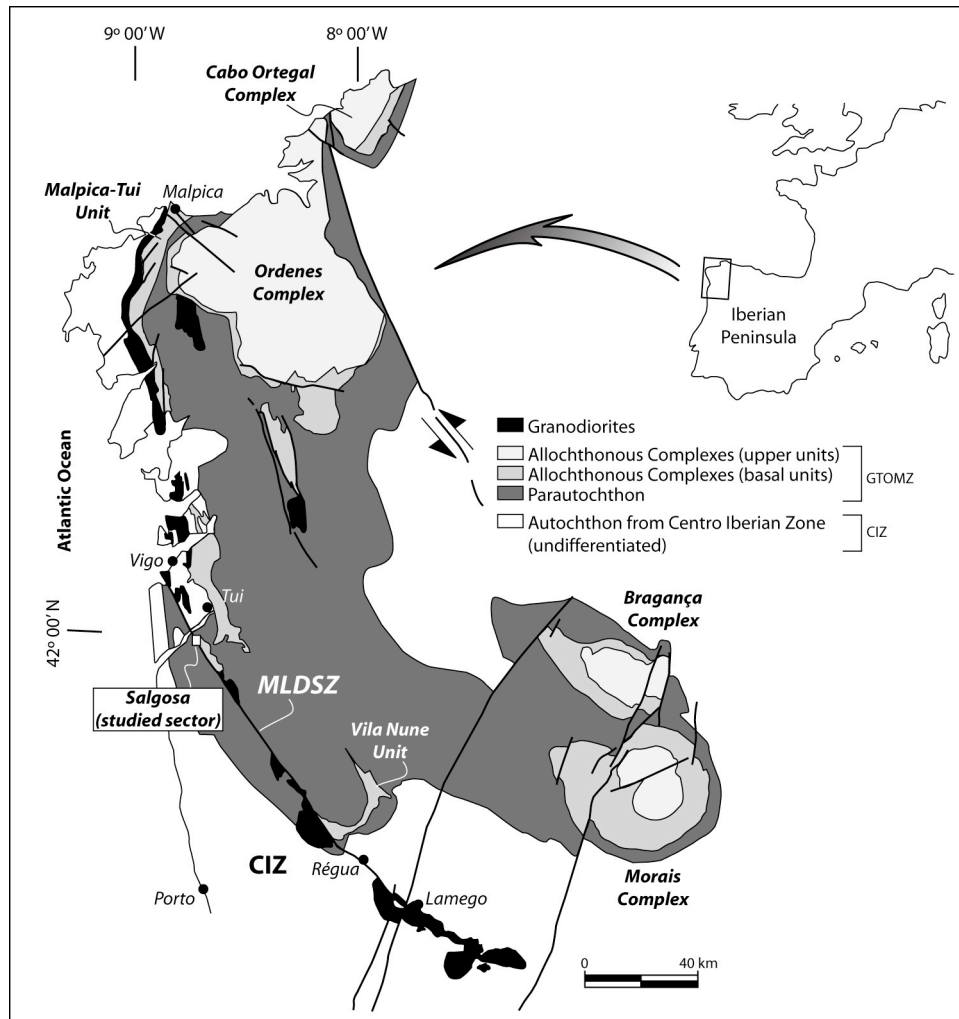 9º 00' W
8º 00' W
Cabo Ortegal
Complex
Malpica-Tui
Unit
Malpica
Ordenes
Complex
Iberian
Peninsula
Granodiorites
Allochthonous Complexes (upper units)
Allochthonous Complexes (basal units)
Parautochthon
GTOMZ
Autochthon from Centro Iberian Zone
(undifferentiated)
CIZ
Atlantic Ocean
Vigo
Tui
42º 00' N
Bragança
Complex
Salgosa
(studied sector)
MLDSZ
Vila Nune
Unit
CIZ
Régua
Porto
Lamego
Morais
Complex
0
40 km